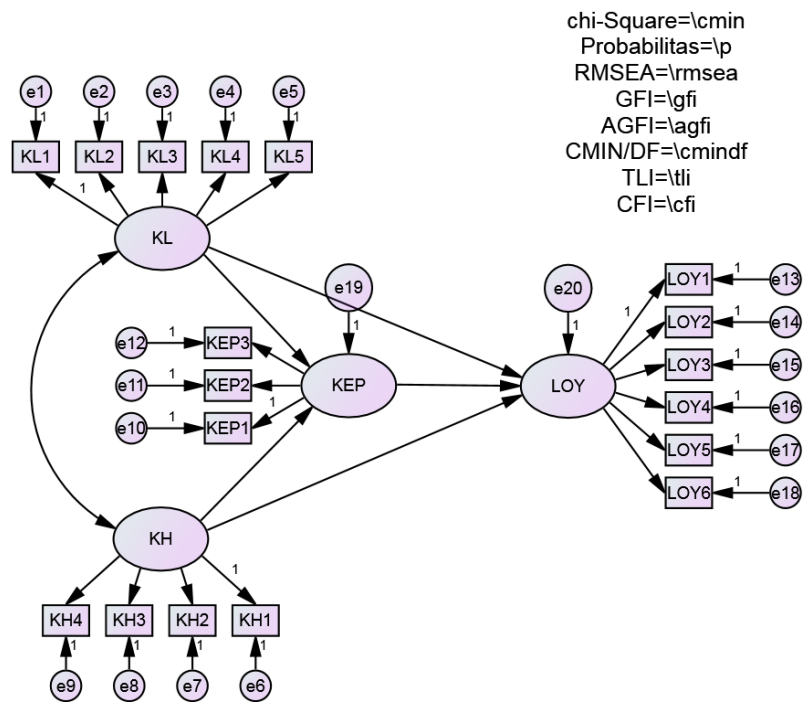 chi-Square=\cmin
Probabilitas=\p
RMSEA=\rmsea
GFI=\gfi
AGFI=\agfi
CMIN/DF=\cmindf
TLI=\tli
CFI=\cfi
e1 e2 e3 e4 e5
1 1 1 1 1
KL1 KL2 KL3 KL4 KL5
1
KL
e19 e20
1 1
KEP
LOY
e12 1 KEP3
e11 1 KEP2
e10 1 KEP1
1
1
LOY1 1 e13
LOY2 1 e14
LOY3 1 e15
LOY4 1 e16
LOY5 1 e17
LOY6 1 e18
KH
1
KH4 KH3 KH2 KH1
1 1 1 1
e9 e8 e7 e6